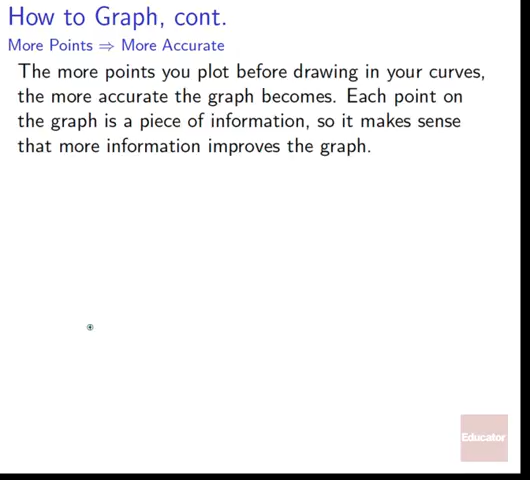 How to Graph, cont.
More Points ⇒ More Accurate
The more points you plot before drawing in your curves,
the more accurate the graph becomes. Each point on
the graph is a piece of information, so it makes sense
that more information improves the graph.
Educator